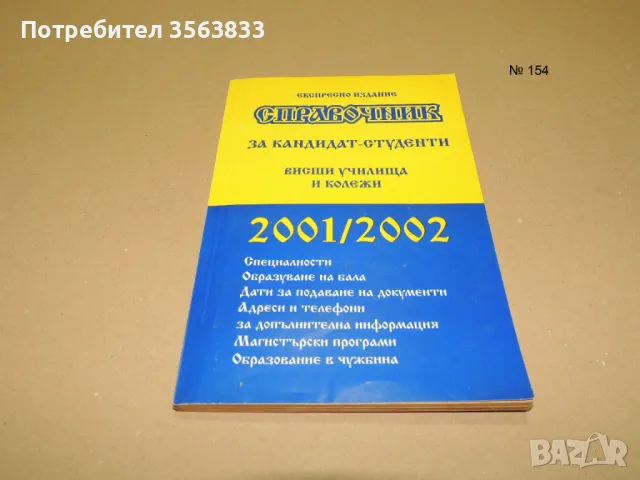 Потребител 3563833
№ 154
ЕКСПРЕСНО ИЗДАНИЕ
СПРАВОЧНИК
ЗА КАНДИДАТ-СТУДЕНТИ
ВИСШИ УЧИЛИЩА
И КОЛЕЖИ
2001/2002
Специалности
Образуване на бала
Дати за подаване на документи
Адреси и телефони
за допълнителна информация
Магистърски програми
Образование в чужбина
BAZAR